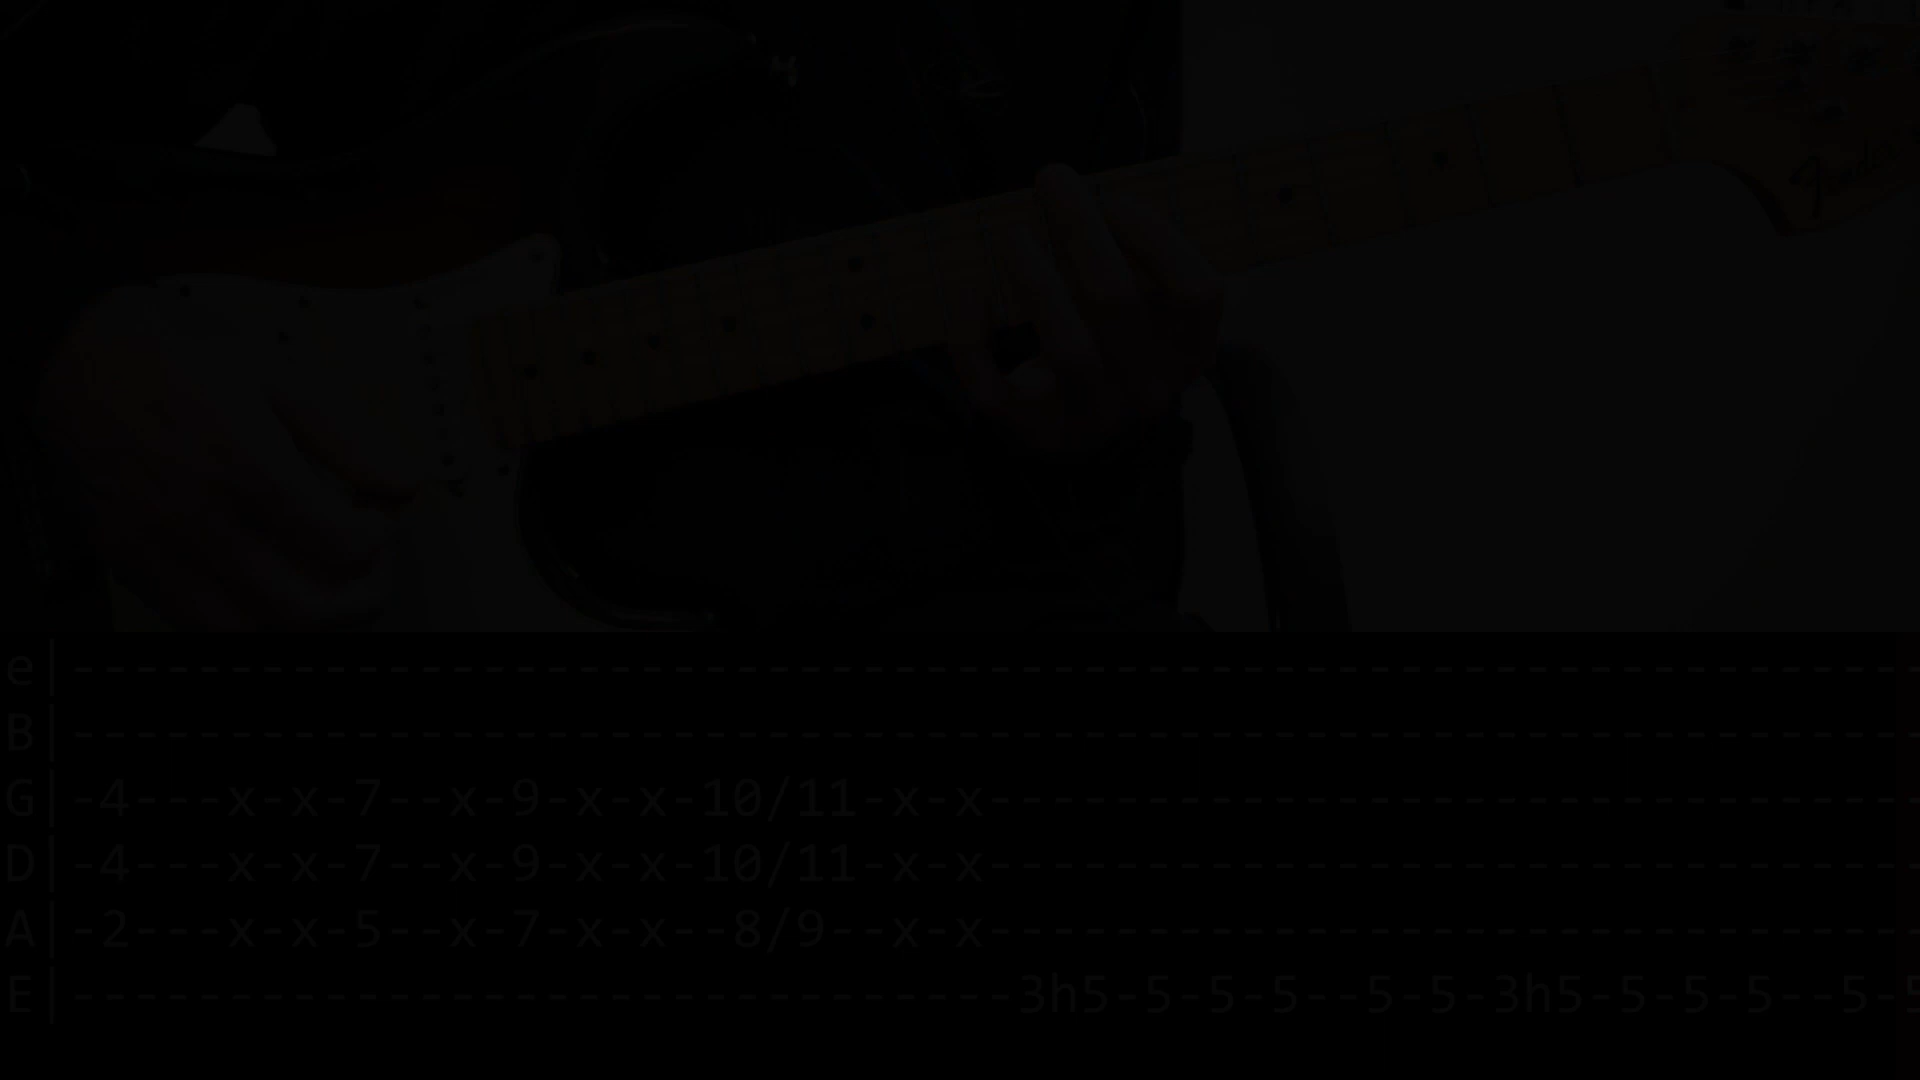 Fender
e|----------------------------------------------------------
B|----------------------------------------------------------
G|-4---x-x-7--x-9-x-x-10/11-x-x-----------------------------
D|-4---x-x-7--x-9-x-x-10/11-x-x-----------------------------
A|-2---x-x-5--x-7-x-x--8/9--x-x-----------------------------
E|------------------------------3h5-5-5-5--5-5-3h5-5-5-5--5-5